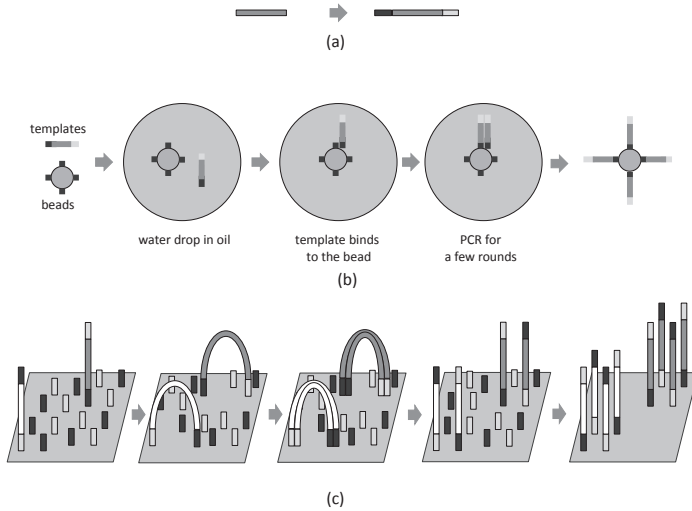 (a)
templates
beads
water drop in oil
template binds
to the bead
PCR for
a few rounds
(b)
(c)